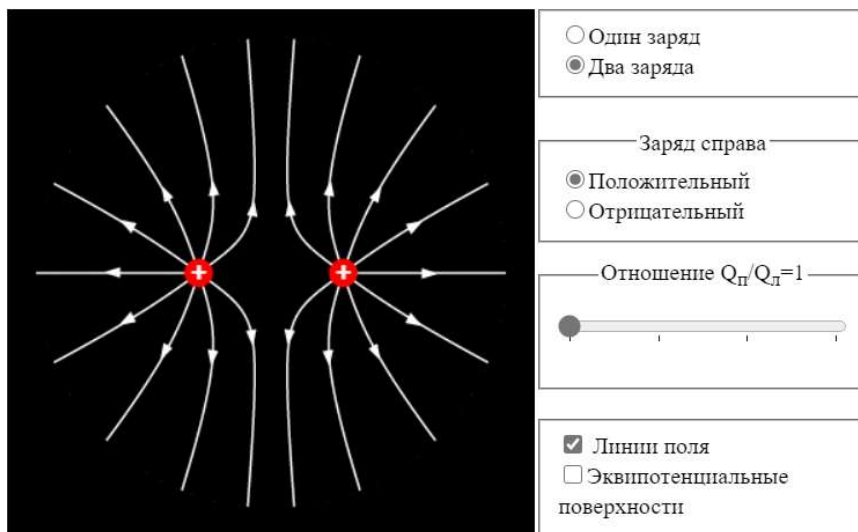 Один заряд
Два заряда
Заряд справа
Положительный
Отрицательный
Отношение Qп/Qл=1
Линии поля
Эквипотенциальные
поверхности
+
+